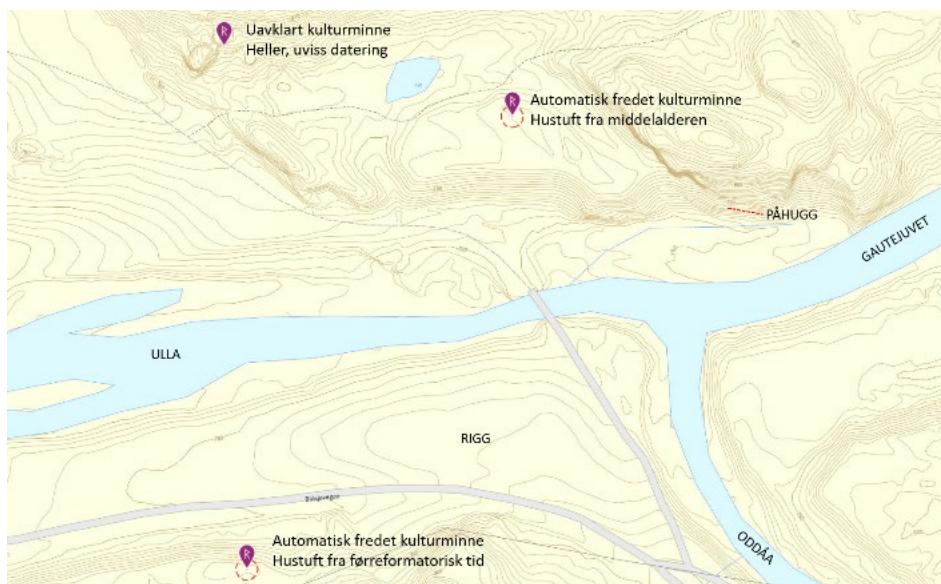 R
Uavklart kulturminne
Heller, uviss datering
R
Automatisk fredet kulturminne
Hustuft fra middelalderen
PÅHUGG
GAUTEJUVET
ULLA
RIGG
R
Automatisk fredet kulturminne
Hustuft fra førreformatorisk tid
ODDÁA